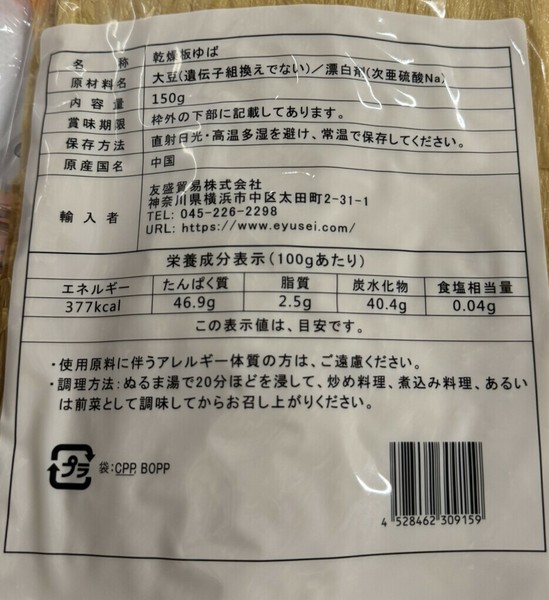 名称 乾燥板ゆば
原材料名 大豆(遺伝子組換えでない)／漂白剤(次亜硫酸Na)
内容量 150g
賞味期限 枠外の下部に記載してあります。
保存方法 直射日光・高温多湿を避け、常温で保存してください。
原産国名 中国
輸入者 友盛貿易株式会社
神奈川県横浜市中区太田町2-31-1
TEL: 045-226-2298
URL: https://www.eyusei.com/
栄養成分表示(100gあたり)
エネルギー たんぱく質 脂質 炭水化物 食塩相当量
377kcal 46.9g 2.5g 40.4g 0.04g
この表示値は、目安です。
・使用原料に伴うアレルギー体質の方は、ご遠慮ください。
・調理方法:ぬるま湯で20分ほどを浸して、炒め料理、煮込み料理、あるい
は前菜として調味してからお召し上がりください。
プラ 袋:CPP, BOPP
4 528462 309159